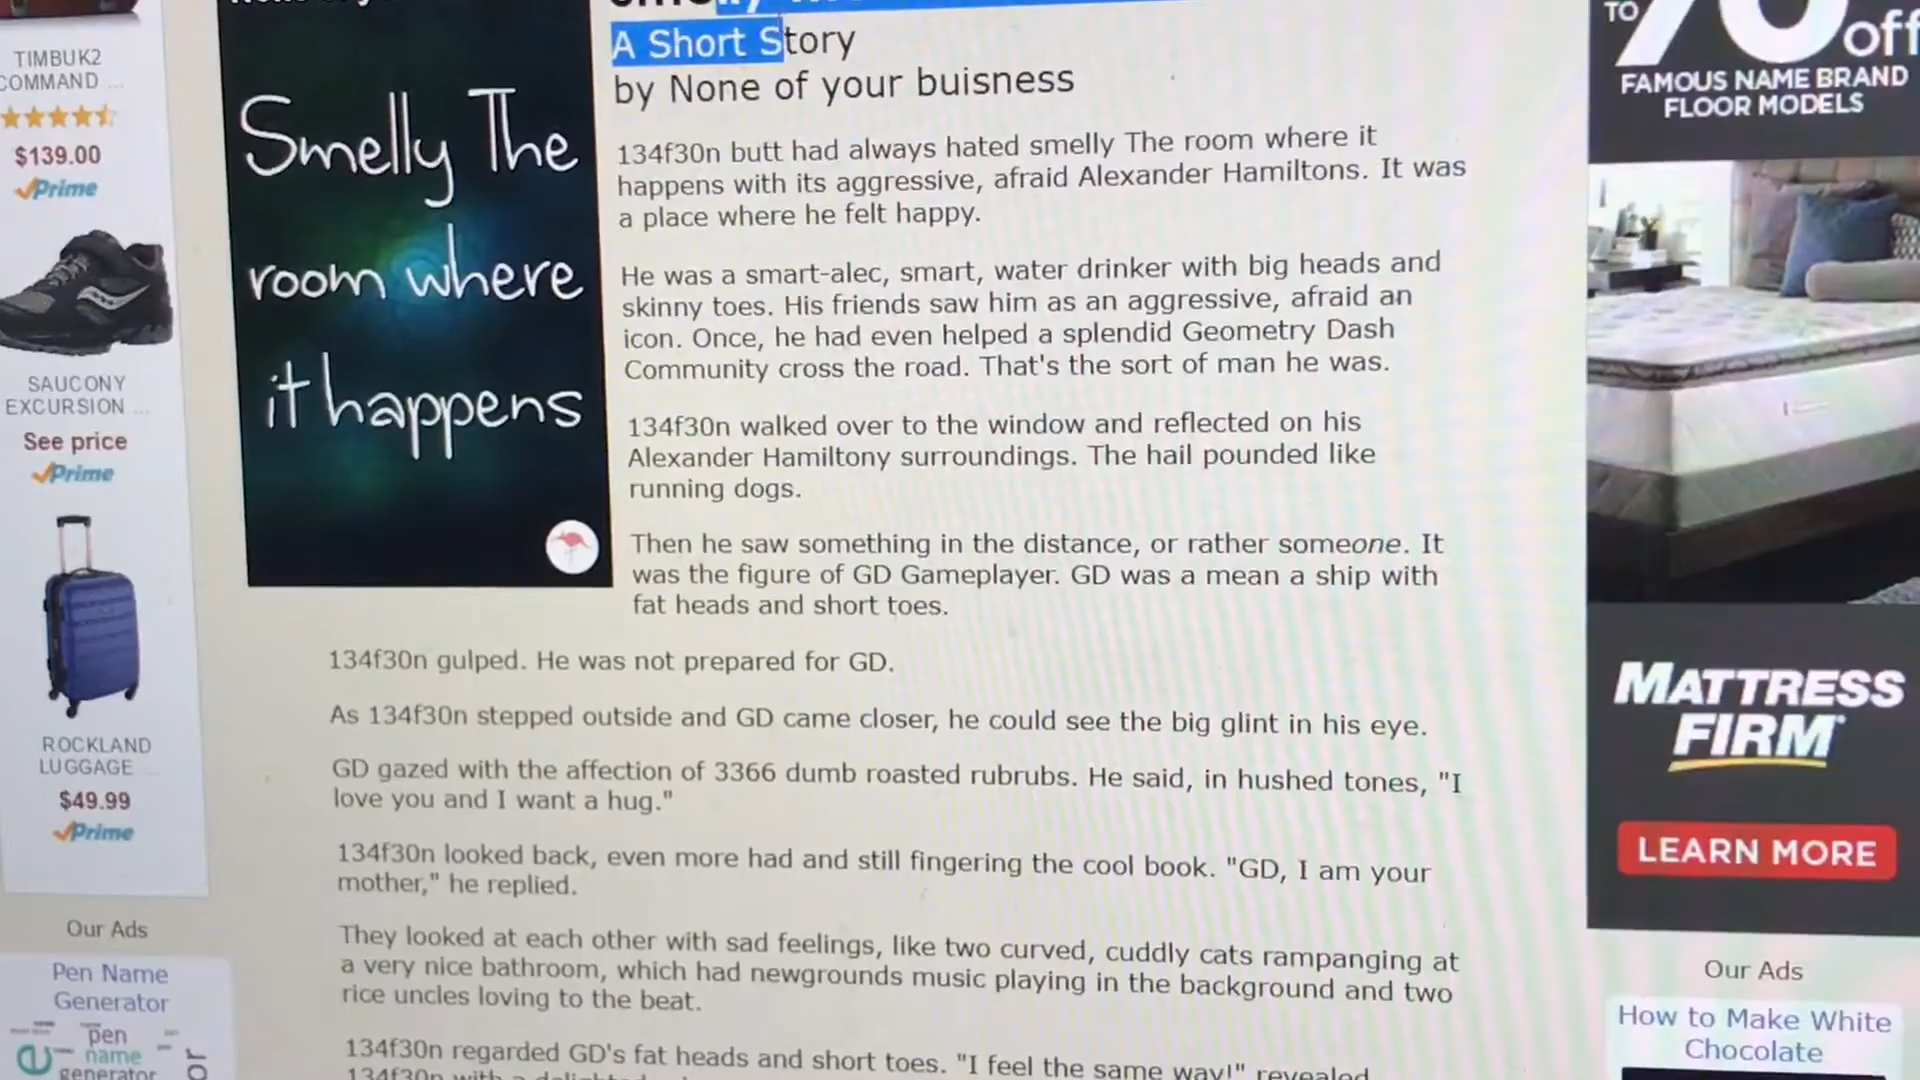 A Short Story
by None of your buisness
Smelly The
room where
it happens
134f30n butt had always hated smelly The room where it
happens with its aggressive, afraid Alexander Hamiltons. It was
a place where he felt happy.
He was a smart-alec, smart, water drinker with big heads and
skinny toes. His friends saw him as an aggressive, afraid an
icon. Once, he had even helped a splendid Geometry Dash
Community cross the road. That's the sort of man he was.
134f30n walked over to the window and reflected on his
Alexander Hamiltony surroundings. The hail pounded like
running dogs.
Then he saw something in the distance, or rather someone. It
was the figure of GD Gameplayer. GD was a mean a ship with
fat heads and short toes.
134f30n gulped. He was not prepared for GD.
As 134f30n stepped outside and GD came closer, he could see the big glint in his eye.
GD gazed with the affection of 3366 dumb roasted rubrubs. He said, in hushed tones, "I
love you and I want a hug."
134f30n looked back, even more had and still fingering the cool book. "GD, I am your
mother," he replied.
They looked at each other with sad feelings, like two curved, cuddly cats rampanging at
a very nice bathroom, which had newgrounds music playing in the background and two
rice uncles loving to the beat.
134f30n regarded GD's fat heads and short toes. "I feel the same way!" revealed
134f30n with a delighted
TIMBUK2
COMMAND ...
$139.00
Prime
SAUCONY
EXCURSION ...
See price
Prime
ROCKLAND
LUGGAGE ...
$49.99
Prime
Our Ads
Pen Name
Generator
pen
name
generator
TO 70 off
FAMOUS NAME BRAND
FLOOR MODELS
MATTRESS
FIRM
LEARN MORE
Our Ads
How to Make White
Chocolate